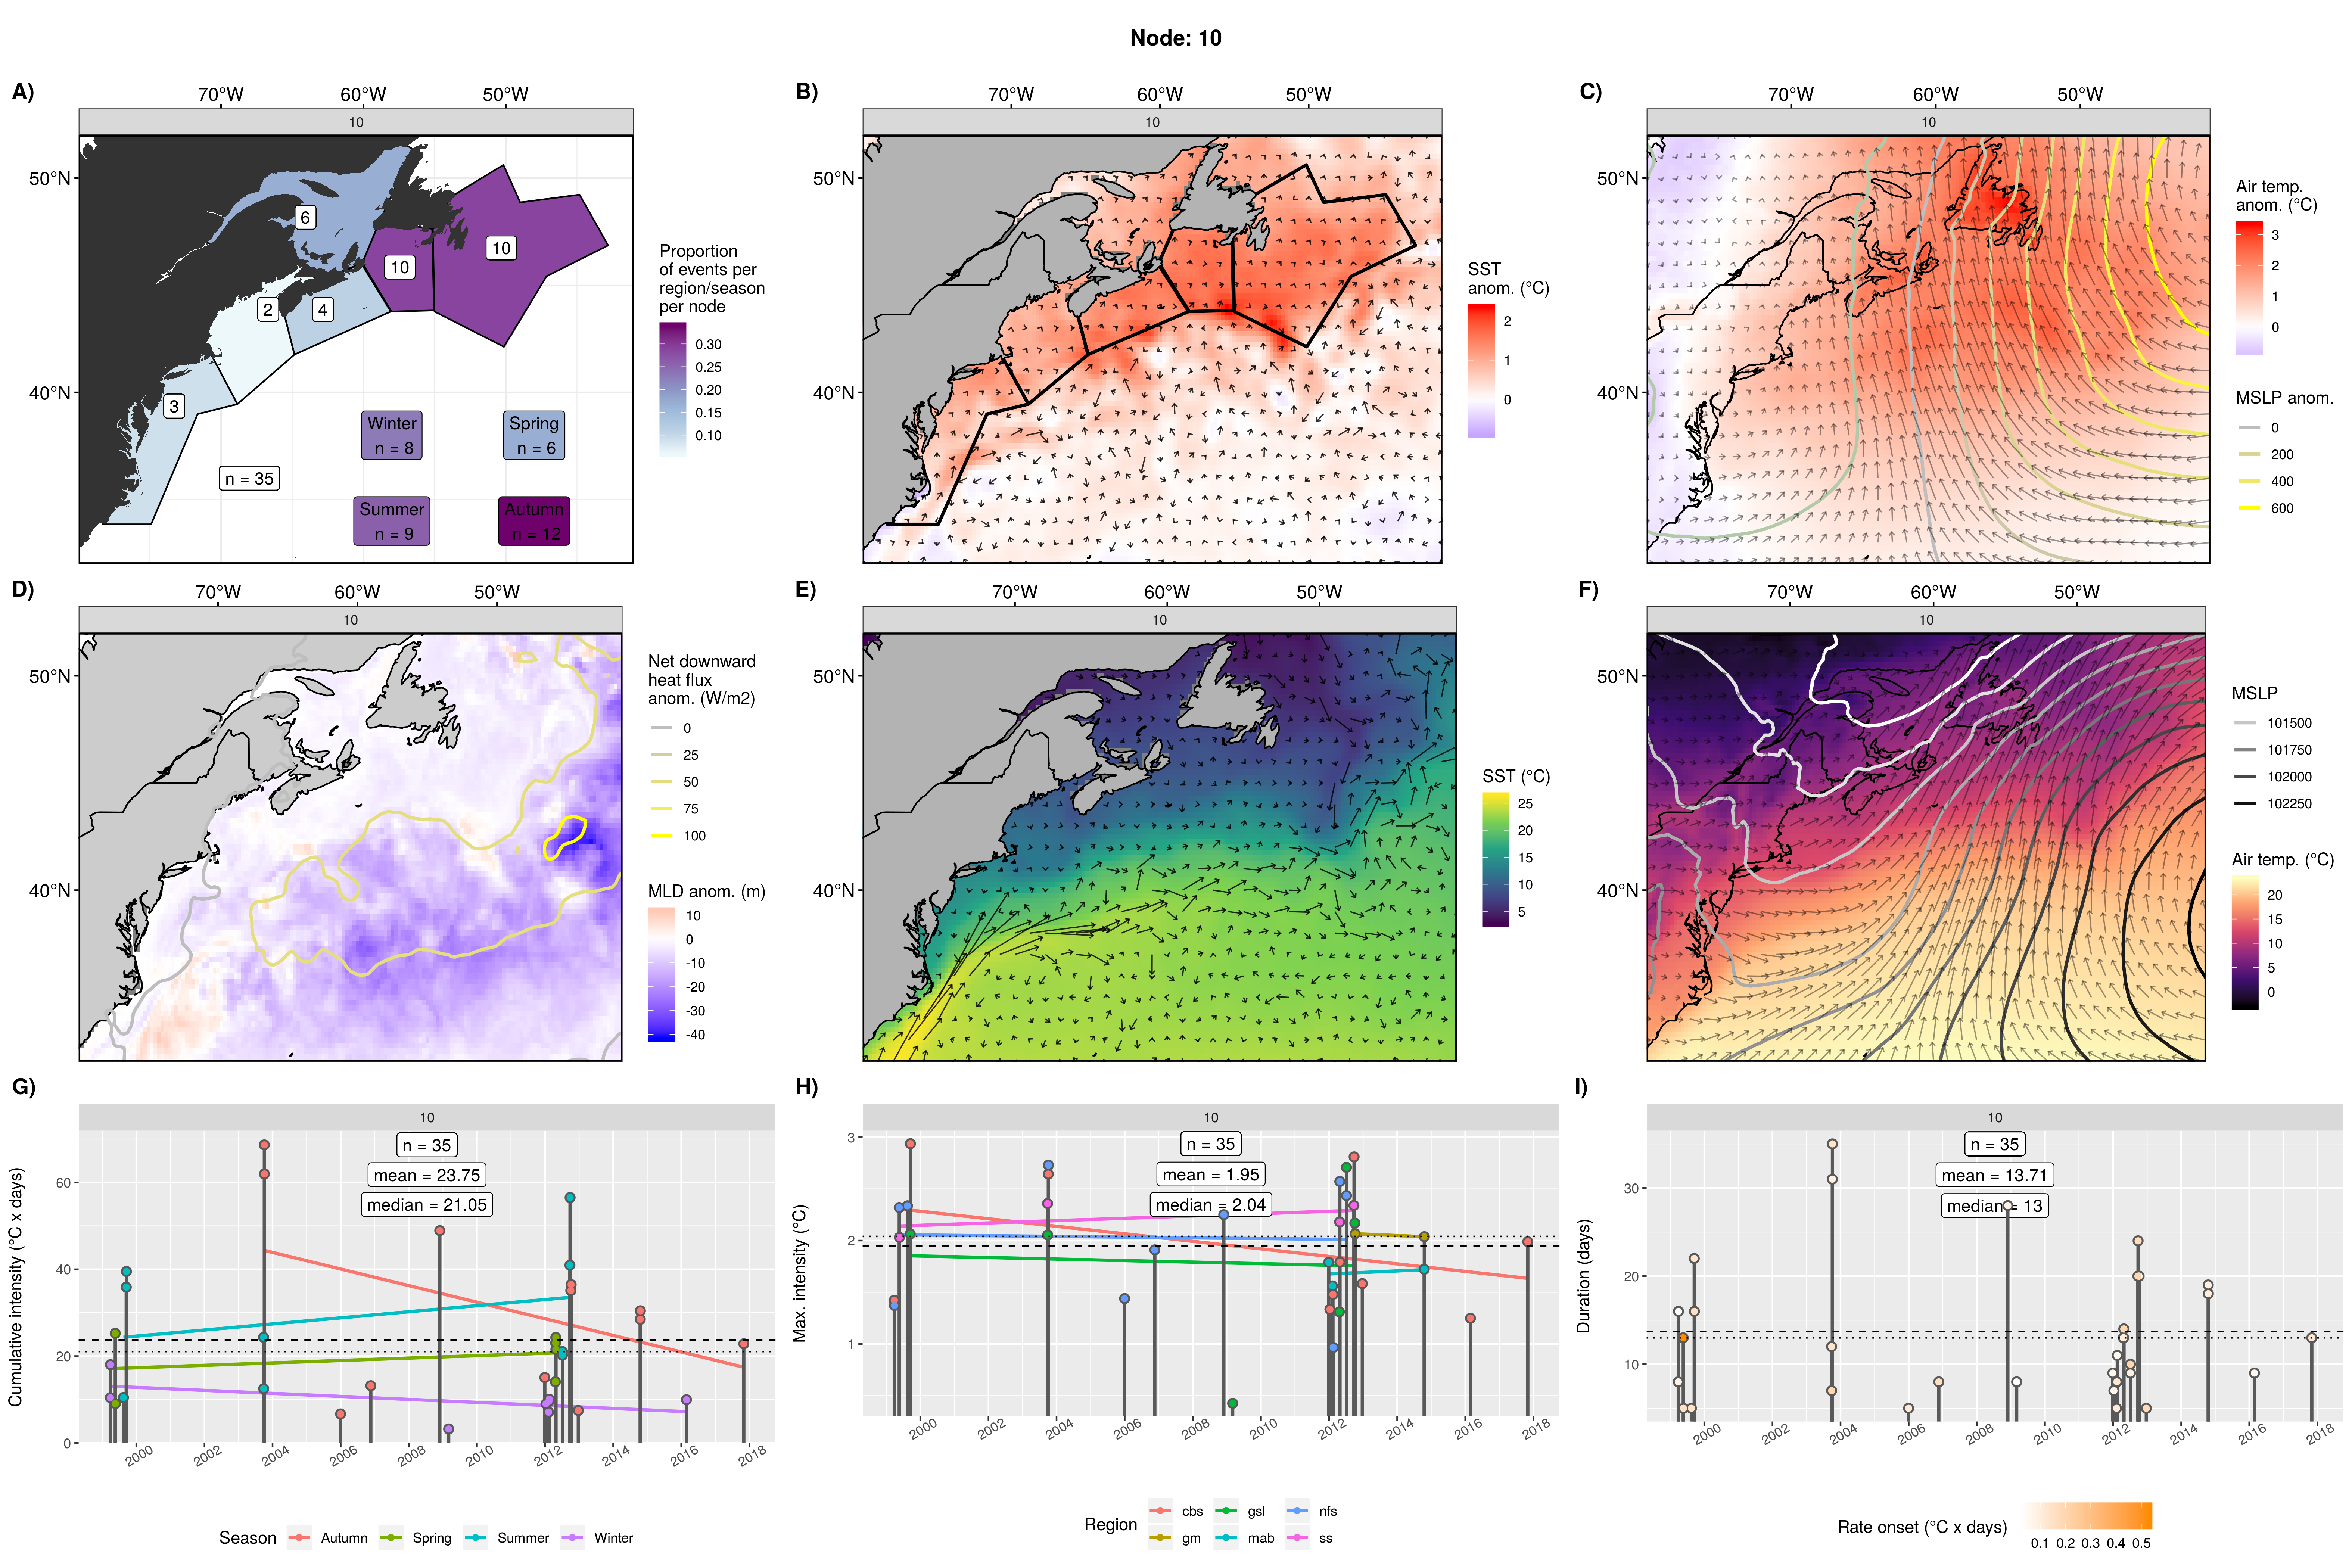 Node: 10
A)
70°W 60°W 50°W
10
50°N
40°N
6
10
10
2
4
3
n = 35
Winter
n = 8
Spring
n = 6
Summer
n = 9
Autumn
n = 12
Proportion
of events per
region/season
per node
0.30
0.25
0.20
0.15
0.10
B)
70°W 60°W 50°W
10
50°N
40°N
SST
anom. (°C)
2
1
0
C)
70°W 60°W 50°W
10
50°N
40°N
Air temp.
anom. (°C)
3
2
1
0
MSLP anom.
0
200
400
600
D)
70°W 60°W 50°W
10
50°N
40°N
Net downward
heat flux
anom. (W/m2)
0
25
50
75
100
MLD anom. (m)
10
0
-10
-20
-30
-40
E)
70°W 60°W 50°W
10
50°N
40°N
SST (°C)
25
20
15
10
5
F)
70°W 60°W 50°W
10
50°N
40°N
MSLP
101500
101750
102000
102250
Air temp. (°C)
20
15
10
5
0
G)
10
n = 35
mean = 23.75
median = 21.05
Cumulative intensity (°C x days)
60
40
20
0
2000 2002 2004 2006 2008 2010 2012 2014 2016 2018
Season Autumn Spring Summer Winter
H)
10
n = 35
mean = 1.95
median = 2.04
Max. intensity (°C)
3
2
1
2000 2002 2004 2006 2008 2010 2012 2014 2016 2018
Region
cbs gsl nfs
gm mab ss
I)
10
n = 35
mean = 13.71
median = 13
Duration (days)
30
20
10
2000 2002 2004 2006 2008 2010 2012 2014 2016 2018
Rate onset (°C x days)
0.1 0.2 0.3 0.4 0.5